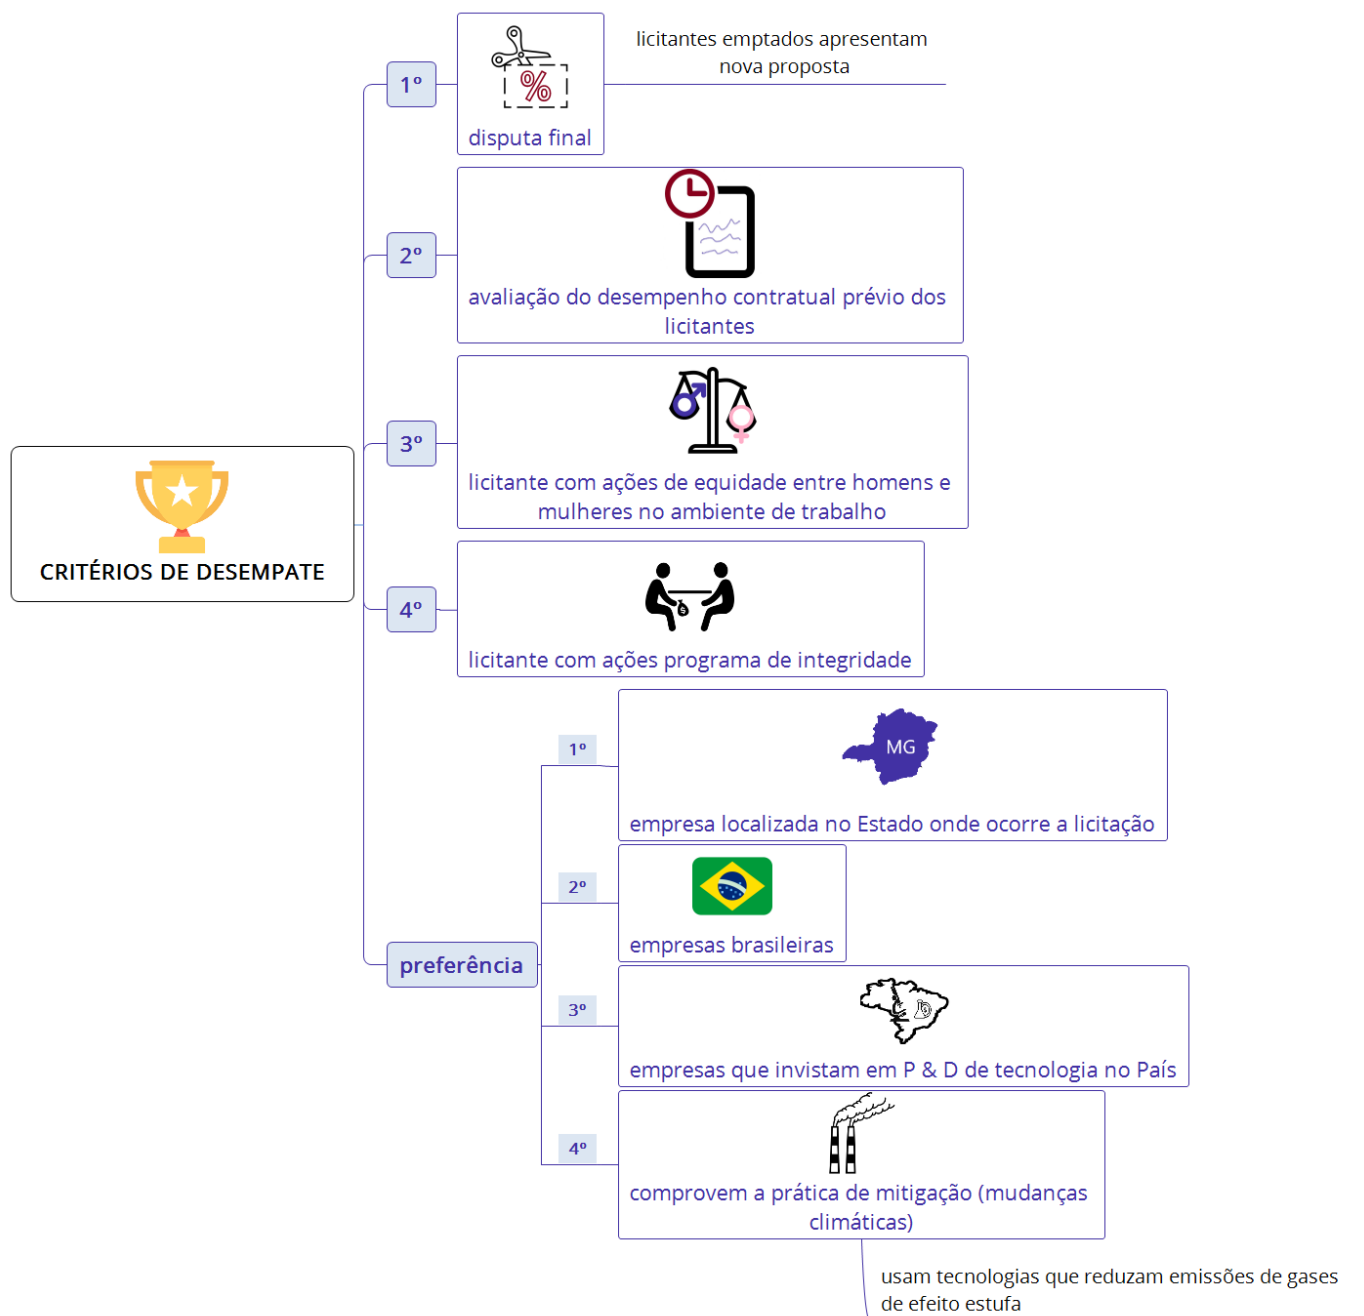 licitantes emptados apresentam
nova proposta
1º
%
disputa final
2º
avaliação do desempenho contratual prévio dos
licitantes
3º
licitante com ações de equidade entre homens e
mulheres no ambiente de trabalho
CRITÉRIOS DE DESEMPATE
4º
$
licitante com ações programa de integridade
preferência
1º
MG
empresa localizada no Estado onde ocorre a licitação
2º
empresas brasileiras
3º
empresas que invistam em P & D de tecnologia no País
4º
comprovem a prática de mitigação (mudanças
climáticas)
usam tecnologias que reduzam emissões de gases
de efeito estufa